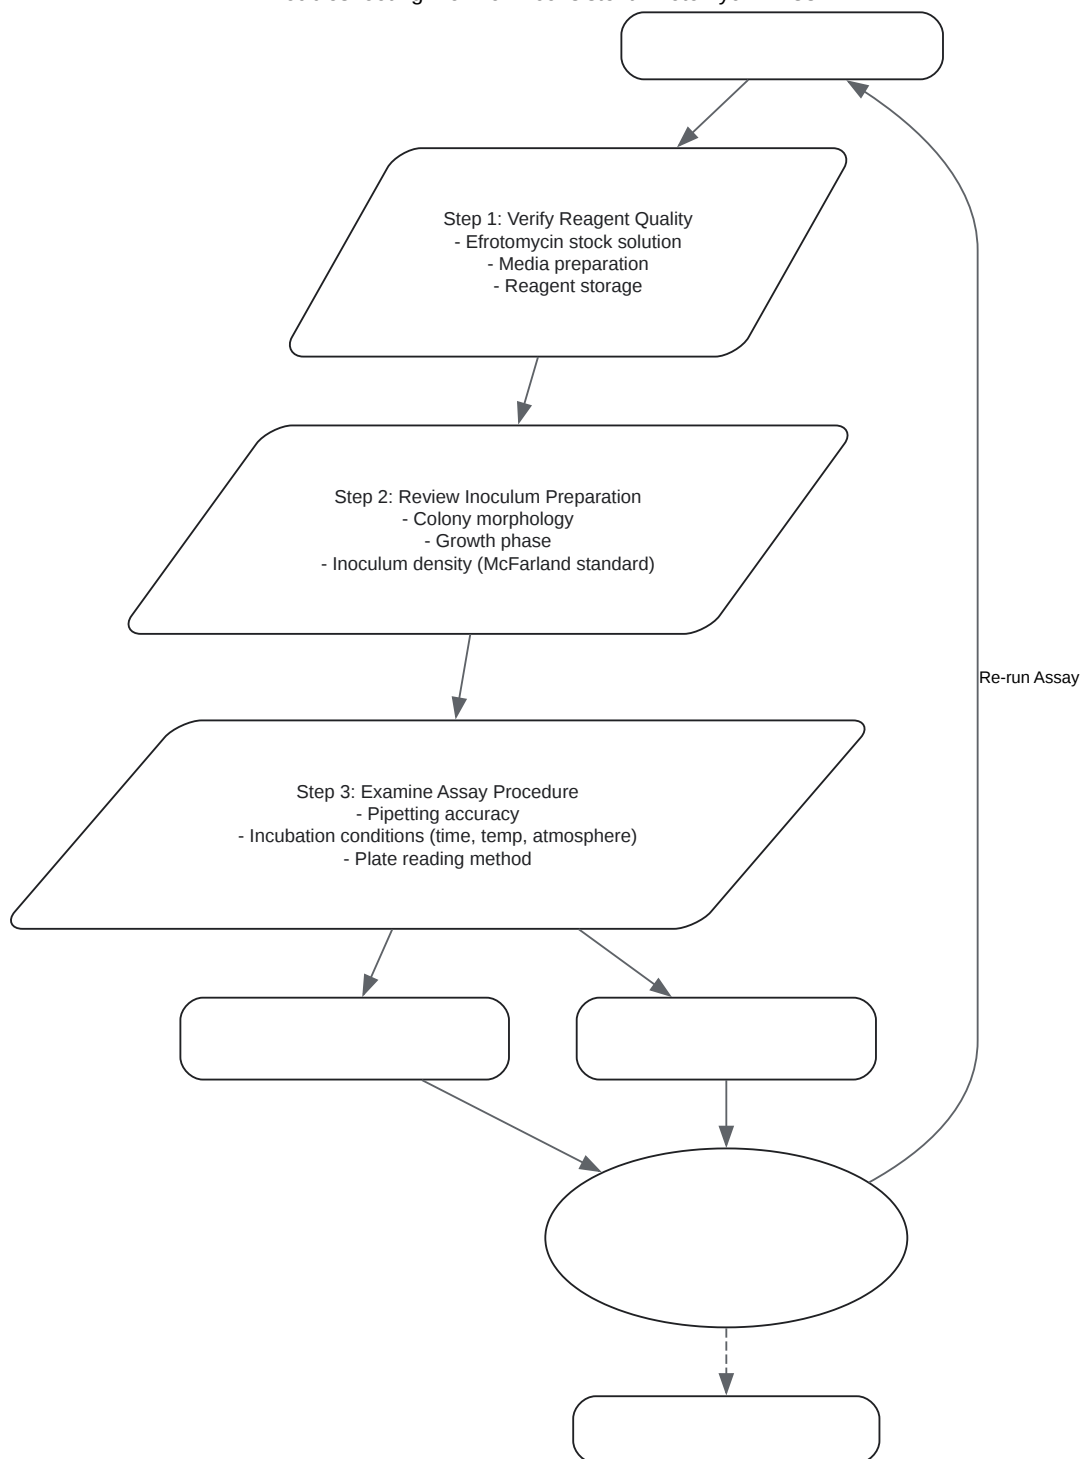 Step 1: Verify Reagent Quality
- Efrotomycin stock solution
- Media preparation
- Reagent storage
Step 2: Review Inoculum Preparation
- Colony morphology
- Growth phase
- Inoculum density (McFarland standard)
Re-run Assay
Step 3: Examine Assay Procedure
- Pipetting accuracy
- Incubation conditions (time, temp, atmosphere)
- Plate reading method